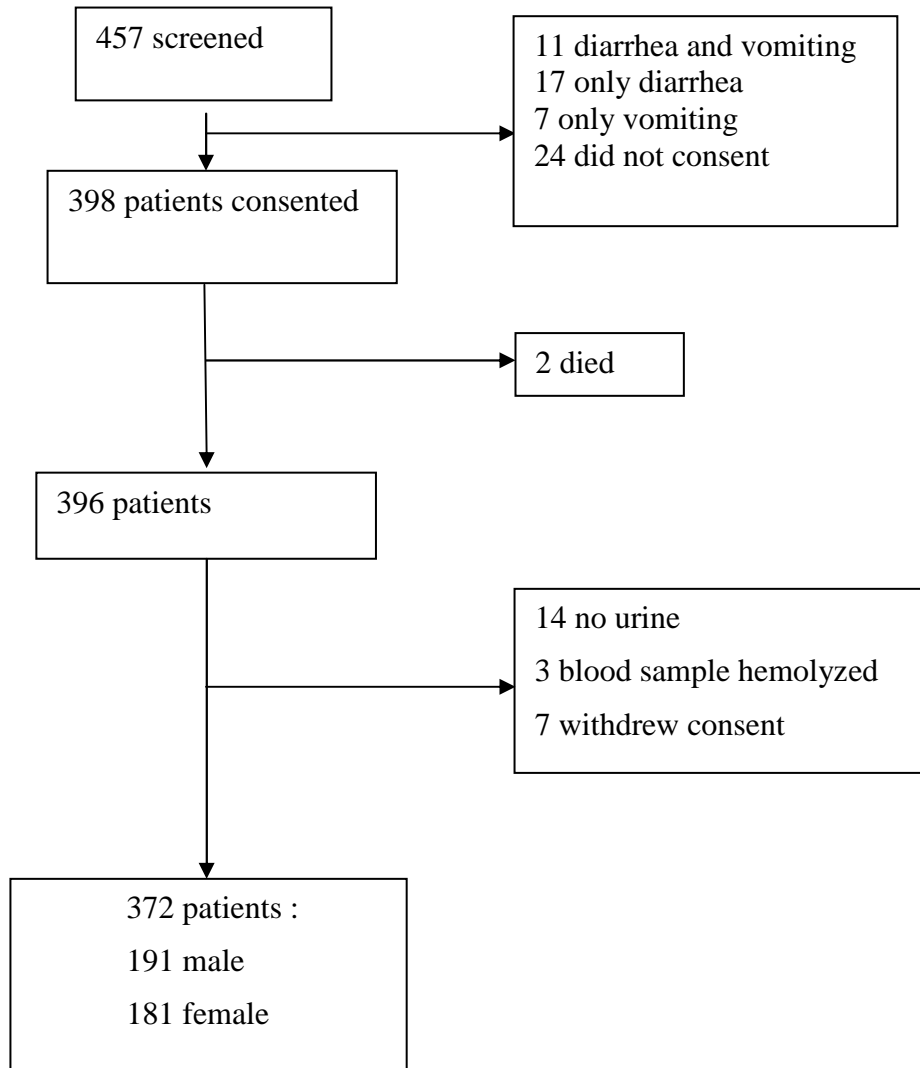 457 screened
11 diarrhea and vomiting
17 only diarrhea
7 only vomiting
24 did not consent
398 patients consented
2 died
396 patients
14 no urine
3 blood sample hemolyzed
7 withdrew consent
372 patients :
191 male
181 female